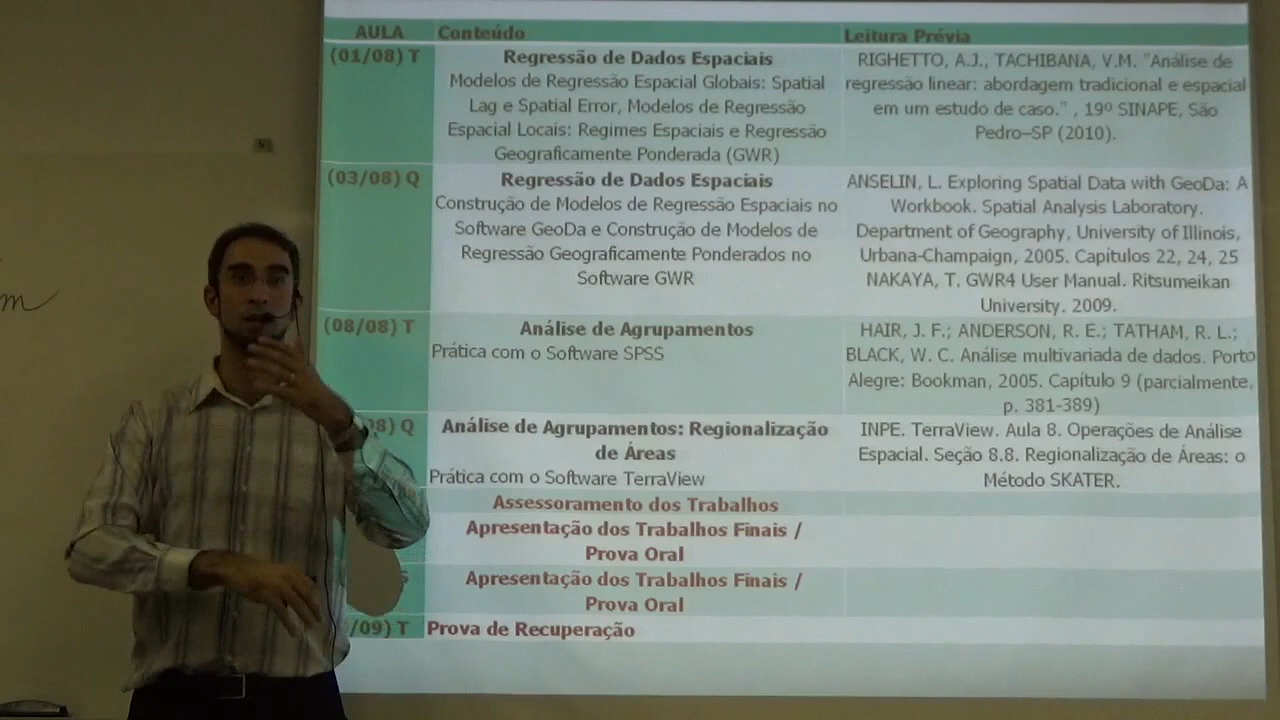 m
AULA Conteúdo Leitura Prévia
(01/08) T
Regressão de Dados Espaciais
Modelos de Regressão Espacial Globais: Spatial
Lag e Spatial Error, Modelos de Regressão
Espacial Locais: Regimes Espaciais e Regressão
Geograficamente Ponderada (GWR)
RIGHETTO, A.J., TACHIBANA, V.M. "Análise de
regressão linear: abordagem tradicional e espacial
em um estudo de caso." , 19º SINAPE, São
Pedro–SP (2010).
(03/08) Q
Regressão de Dados Espaciais
Construção de Modelos de Regressão Espaciais no
Software GeoDa e Construção de Modelos de
Regressão Geograficamente Ponderados no
Software GWR
ANSELIN, L. Exploring Spatial Data with GeoDa: A
Workbook. Spatial Analysis Laboratory.
Department of Geography, University of Illinois,
Urbana-Champaign, 2005. Capítulos 22, 24, 25
NAKAYA, T. GWR4 User Manual. Ritsumeikan
University. 2009.
(08/08) T
Análise de Agrupamentos
Prática com o Software SPSS
HAIR, J. F.; ANDERSON, R. E.; TATHAM, R. L.;
BLACK, W. C. Análise multivariada de dados. Porto
Alegre: Bookman, 2005. Capítulo 9 (parcialmente,
p. 381-389)
8) Q
Análise de Agrupamentos: Regionalização
de Áreas
Prática com o Software TerraView
INPE. TerraView. Aula 8. Operações de Análise
Espacial. Seção 8.8. Regionalização de Áreas: o
Método SKATER.
Assessoramento dos Trabalhos
Apresentação dos Trabalhos Finais /
Prova Oral
Apresentação dos Trabalhos Finais /
Prova Oral
/09) T Prova de Recuperação